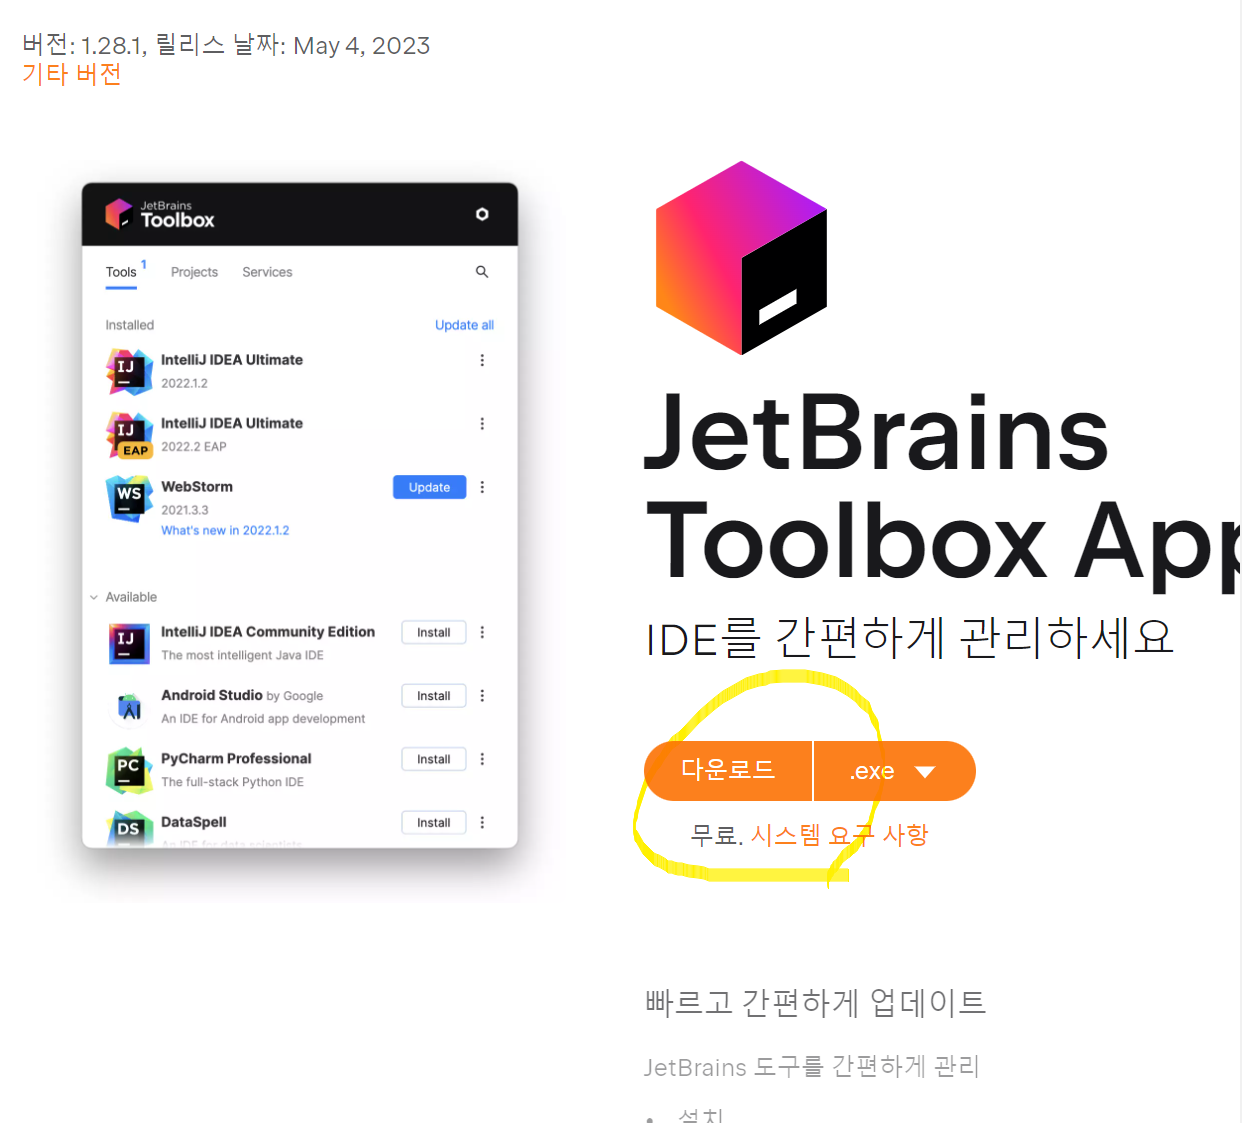 버전: 1.28.1, 릴리스 날짜: May 4, 2023
기타 버전
JetBrains
Toolbox
Tools 1 Projects Services
Installed Update all
IJ IntelliJ IDEA Ultimate
2022.1.2
IJ IntelliJ IDEA Ultimate
EAP 2022.2 EAP
WS WebStorm Update
2021.3.3
What's new in 2022.1.2
Available
IJ IntelliJ IDEA Community Edition Install
The most intelligent Java IDE
Android Studio by Google Install
An IDE for Android app development
PC PyCharm Professional Install
The full-stack Python IDE
DS DataSpell Install
An IDE for data scientists
JetBrains
Toolbox App
IDE를 간편하게 관리하세요
다운로드 .exe
무료. 시스템 요구 사항
빠르고 간편하게 업데이트
JetBrains 도구를 간편하게 관리
• 설치